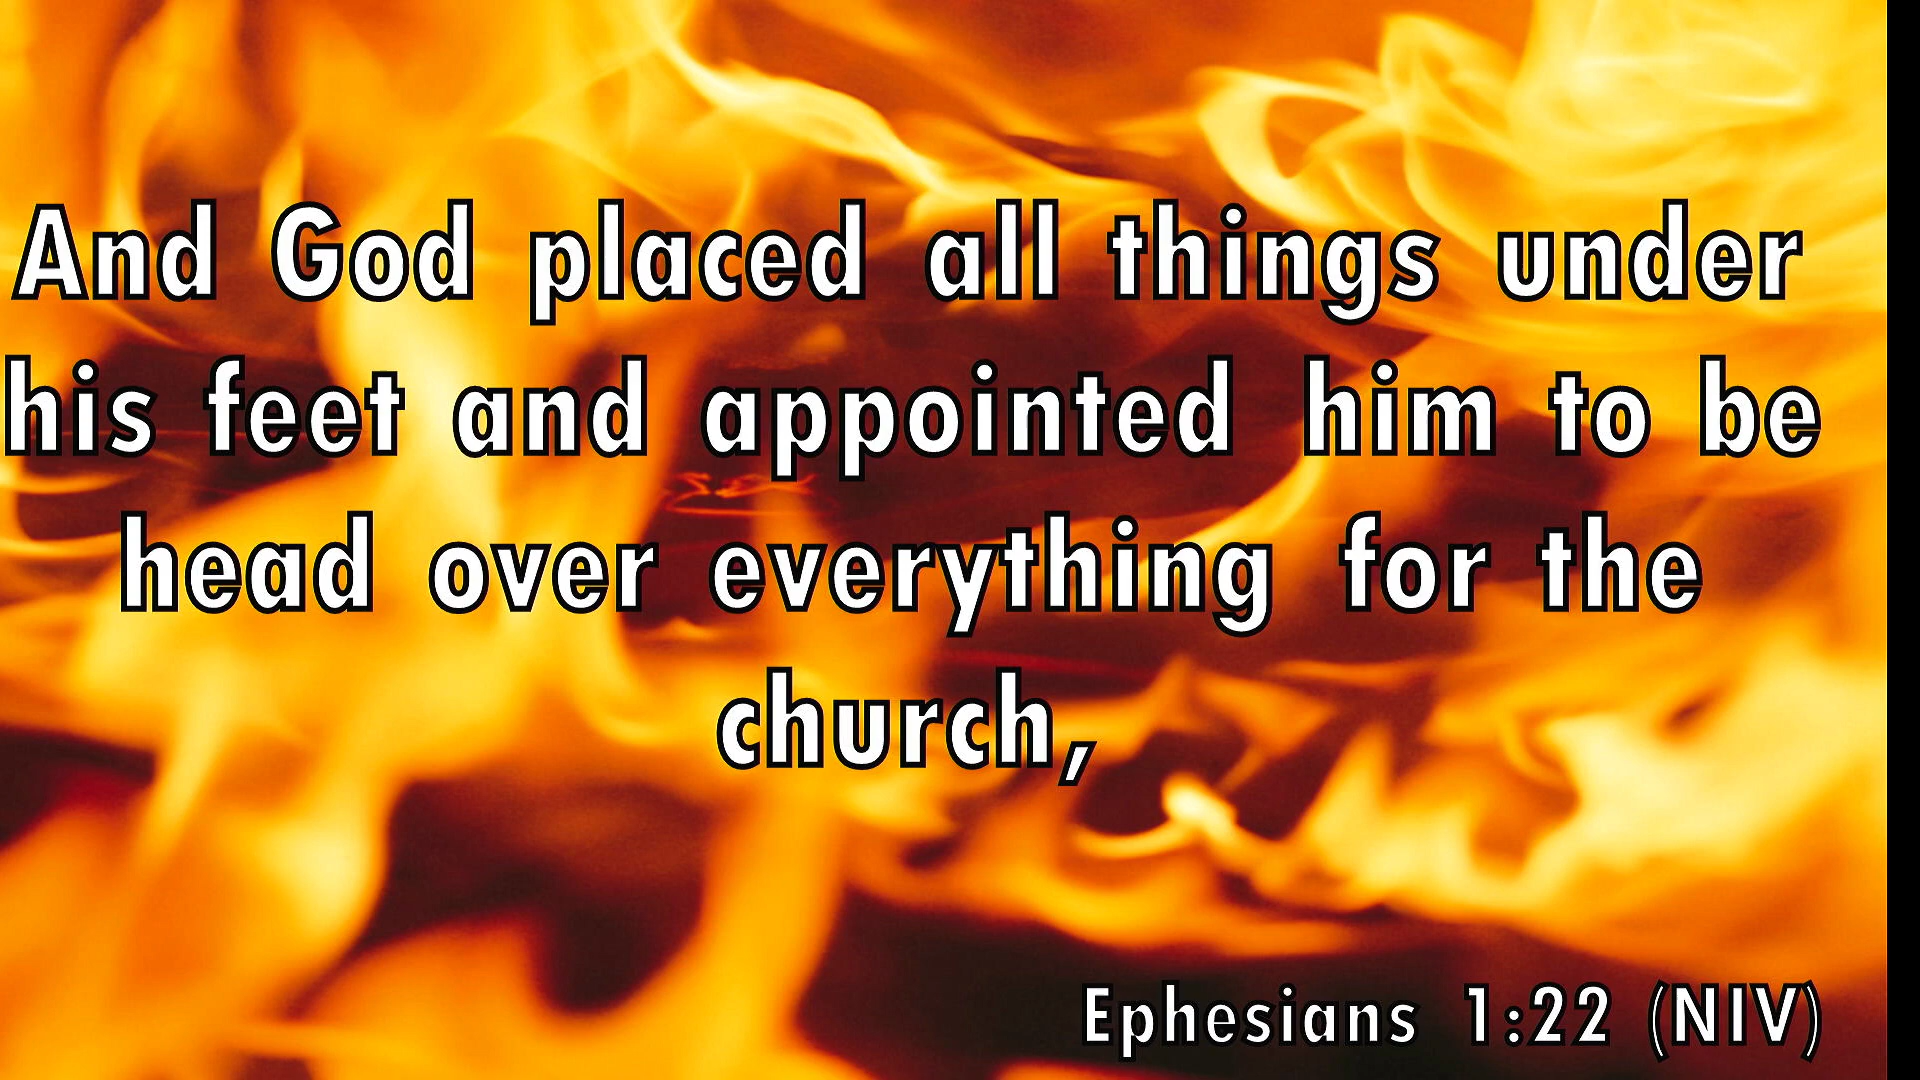 And God placed all things under
his feet and appointed him to be
head over everything for the
church,
Ephesians 1:22 (NIV)